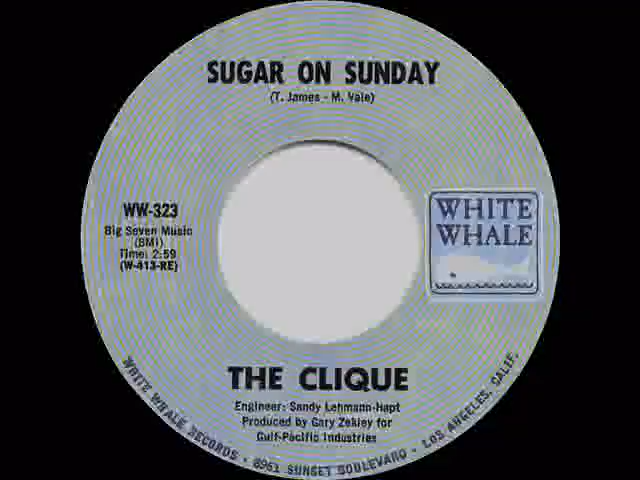 SUGAR ON SUNDAY
(T. James - M. Vale)
WW-323
Big Seven Music
(BMI)
Time: 2:59
(W-413-RE)
WHITE
WHALE
THE CLIQUE
Engineer: Sandy Lehmann-Hapt
Produced by Gary Zekley for
Gulf-Pacific Industries
WHITE WHALE RECORDS - 8961 SUNSET BOULEVARD - LOS ANGELES, CALIF.